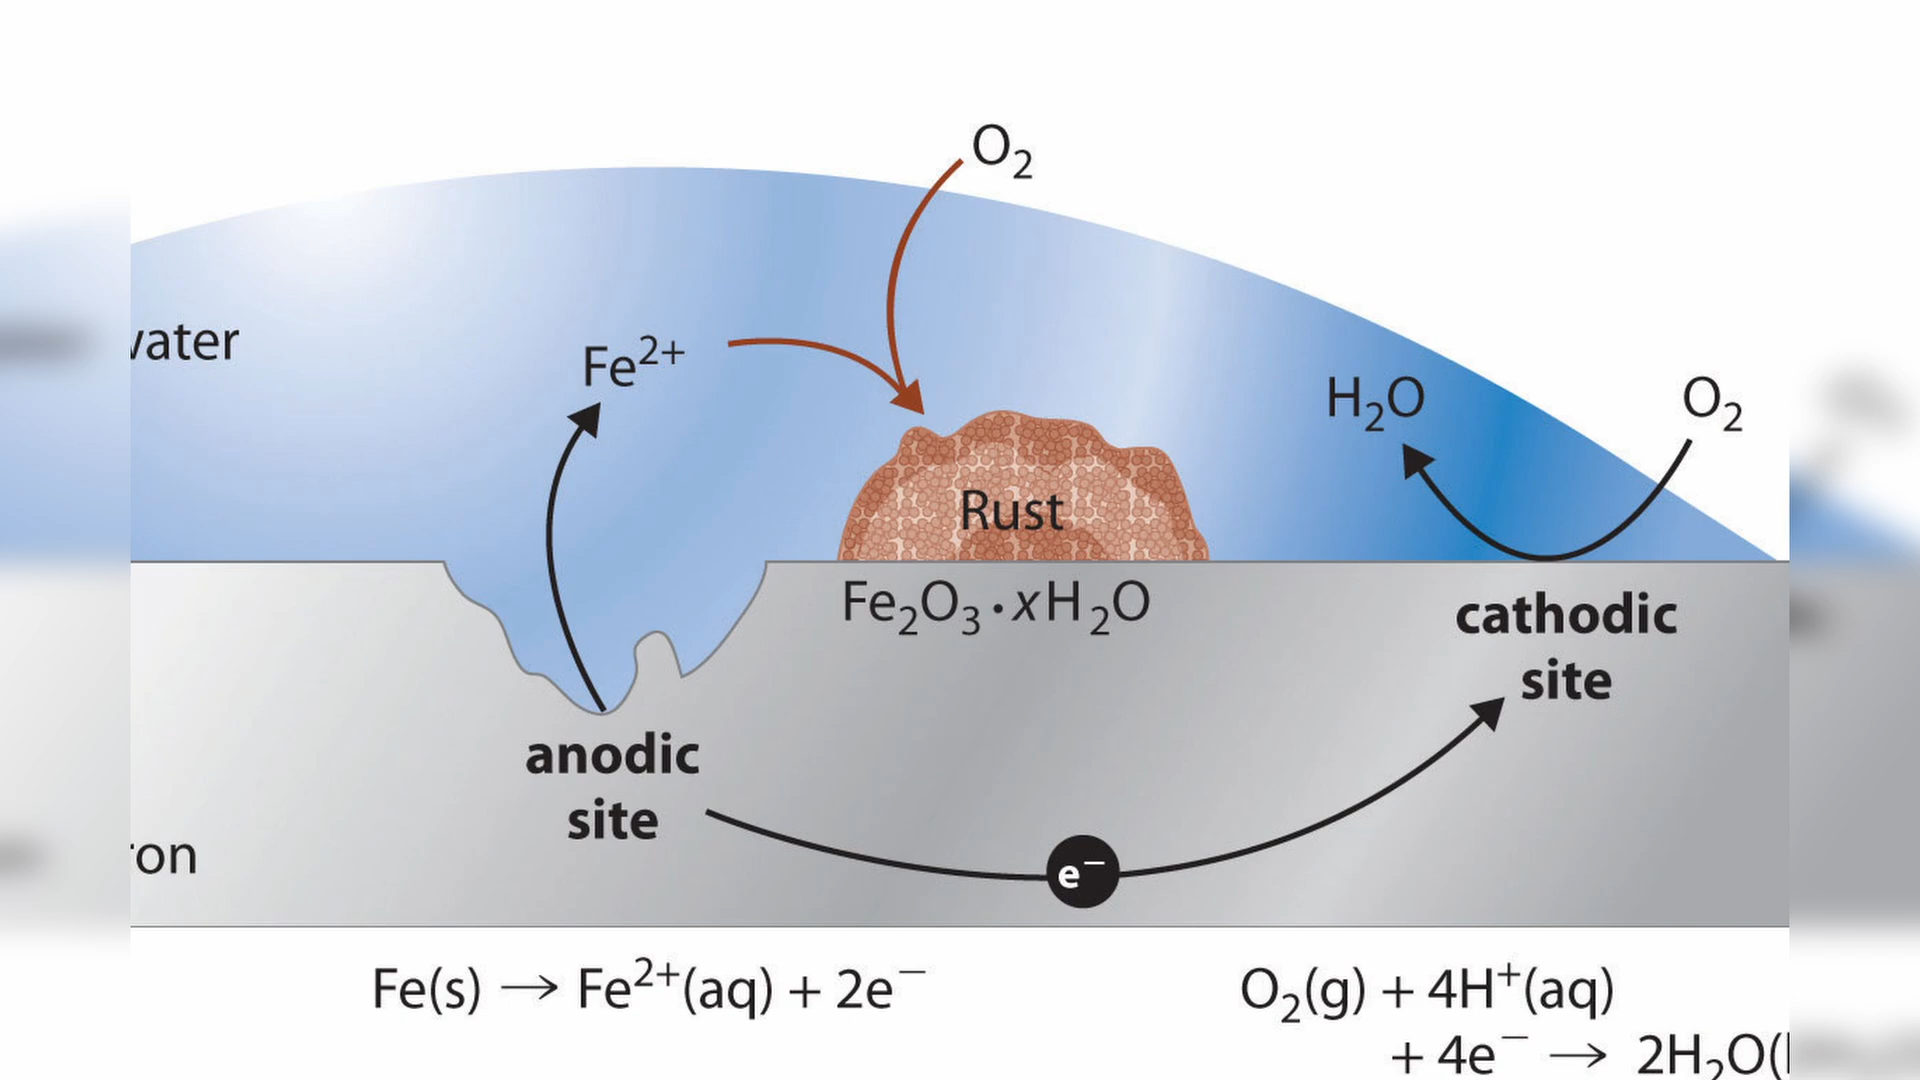 O₂
vater
Fe²⁺
H₂O
O₂
Rust
Fe₂O₃ · xH₂O
cathodic
site
anodic
site
ron
e⁻
Fe(s) → Fe²⁺(aq) + 2e⁻
O₂(g) + 4H⁺(aq)
+ 4e⁻ → 2H₂O(l